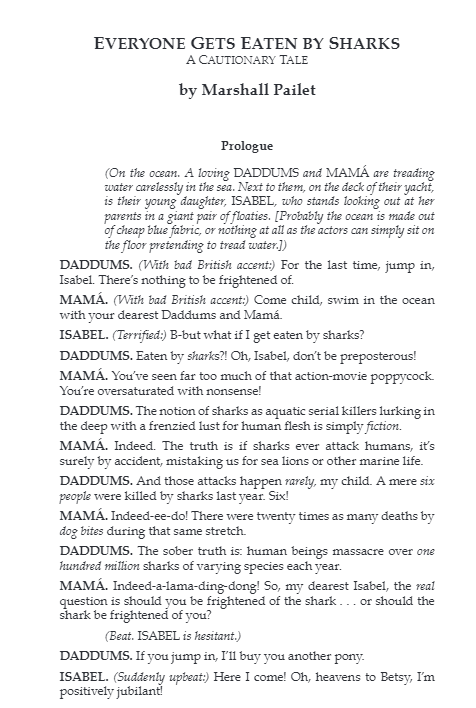 EVERYONE GETS EATEN BY SHARKS
A CAUTIONARY TALE
by Marshall Pailet
Prologue
(On the ocean. A loving DADDUMS and MAMÁ are treading
water carelessly in the sea. Next to them, on the deck of their yacht,
is their young daughter, ISABEL, who stands looking out at her
parents in a giant pair of floaties. [Probably the ocean is made out
of cheap blue fabric, or nothing at all as the actors can simply sit on
the floor pretending to tread water.])
DADDUMS. (With bad British accent:) For the last time, jump in,
Isabel. There's nothing to be frightened of.
MAMÁ. (With bad British accent:) Come child, swim in the ocean
with your dearest Daddums and Mamá.
ISABEL. (Terrified:) B-but what if I get eaten by sharks?
DADDUMS. Eaten by sharks?! Oh, Isabel, don't be preposterous!
MAMÁ. You've seen far too much of that action-movie poppycock.
You're oversaturated with nonsense!
DADDUMS. The notion of sharks as aquatic serial killers lurking in
the deep with a frenzied lust for human flesh is simply fiction.
MAMÁ. Indeed. The truth is if sharks ever attack humans, it's
surely by accident, mistaking us for sea lions or other marine life.
DADDUMS. And those attacks happen rarely, my child. A mere six
people were killed by sharks last year. Six!
MAMÁ. Indeed-ee-do! There were twenty times as many deaths by
dog bites during that same stretch.
DADDUMS. The sober truth is: human beings massacre over one
hundred million sharks of varying species each year.
MAMÁ. Indeed-a-lama-ding-dong! So, my dearest Isabel, the real
question is should you be frightened of the shark . . . or should the
shark be frightened of you?
(Beat. ISABEL is hesitant.)
DADDUMS. If you jump in, I'll buy you another pony.
ISABEL. (Suddenly upbeat:) Here I come! Oh, heavens to Betsy, I'm
positively jubilant!